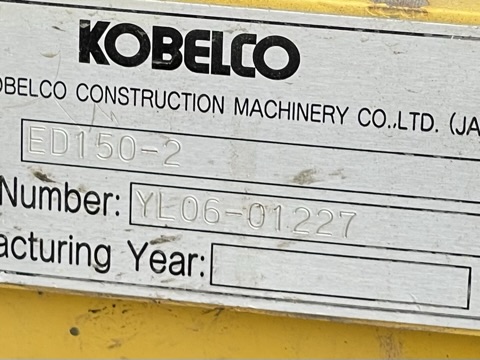 KOBELCO
OBELCO CONSTRUCTION MACHINERY CO.,LTD. (JA
ED150-2
Number: YL06-01227
acturing Year: